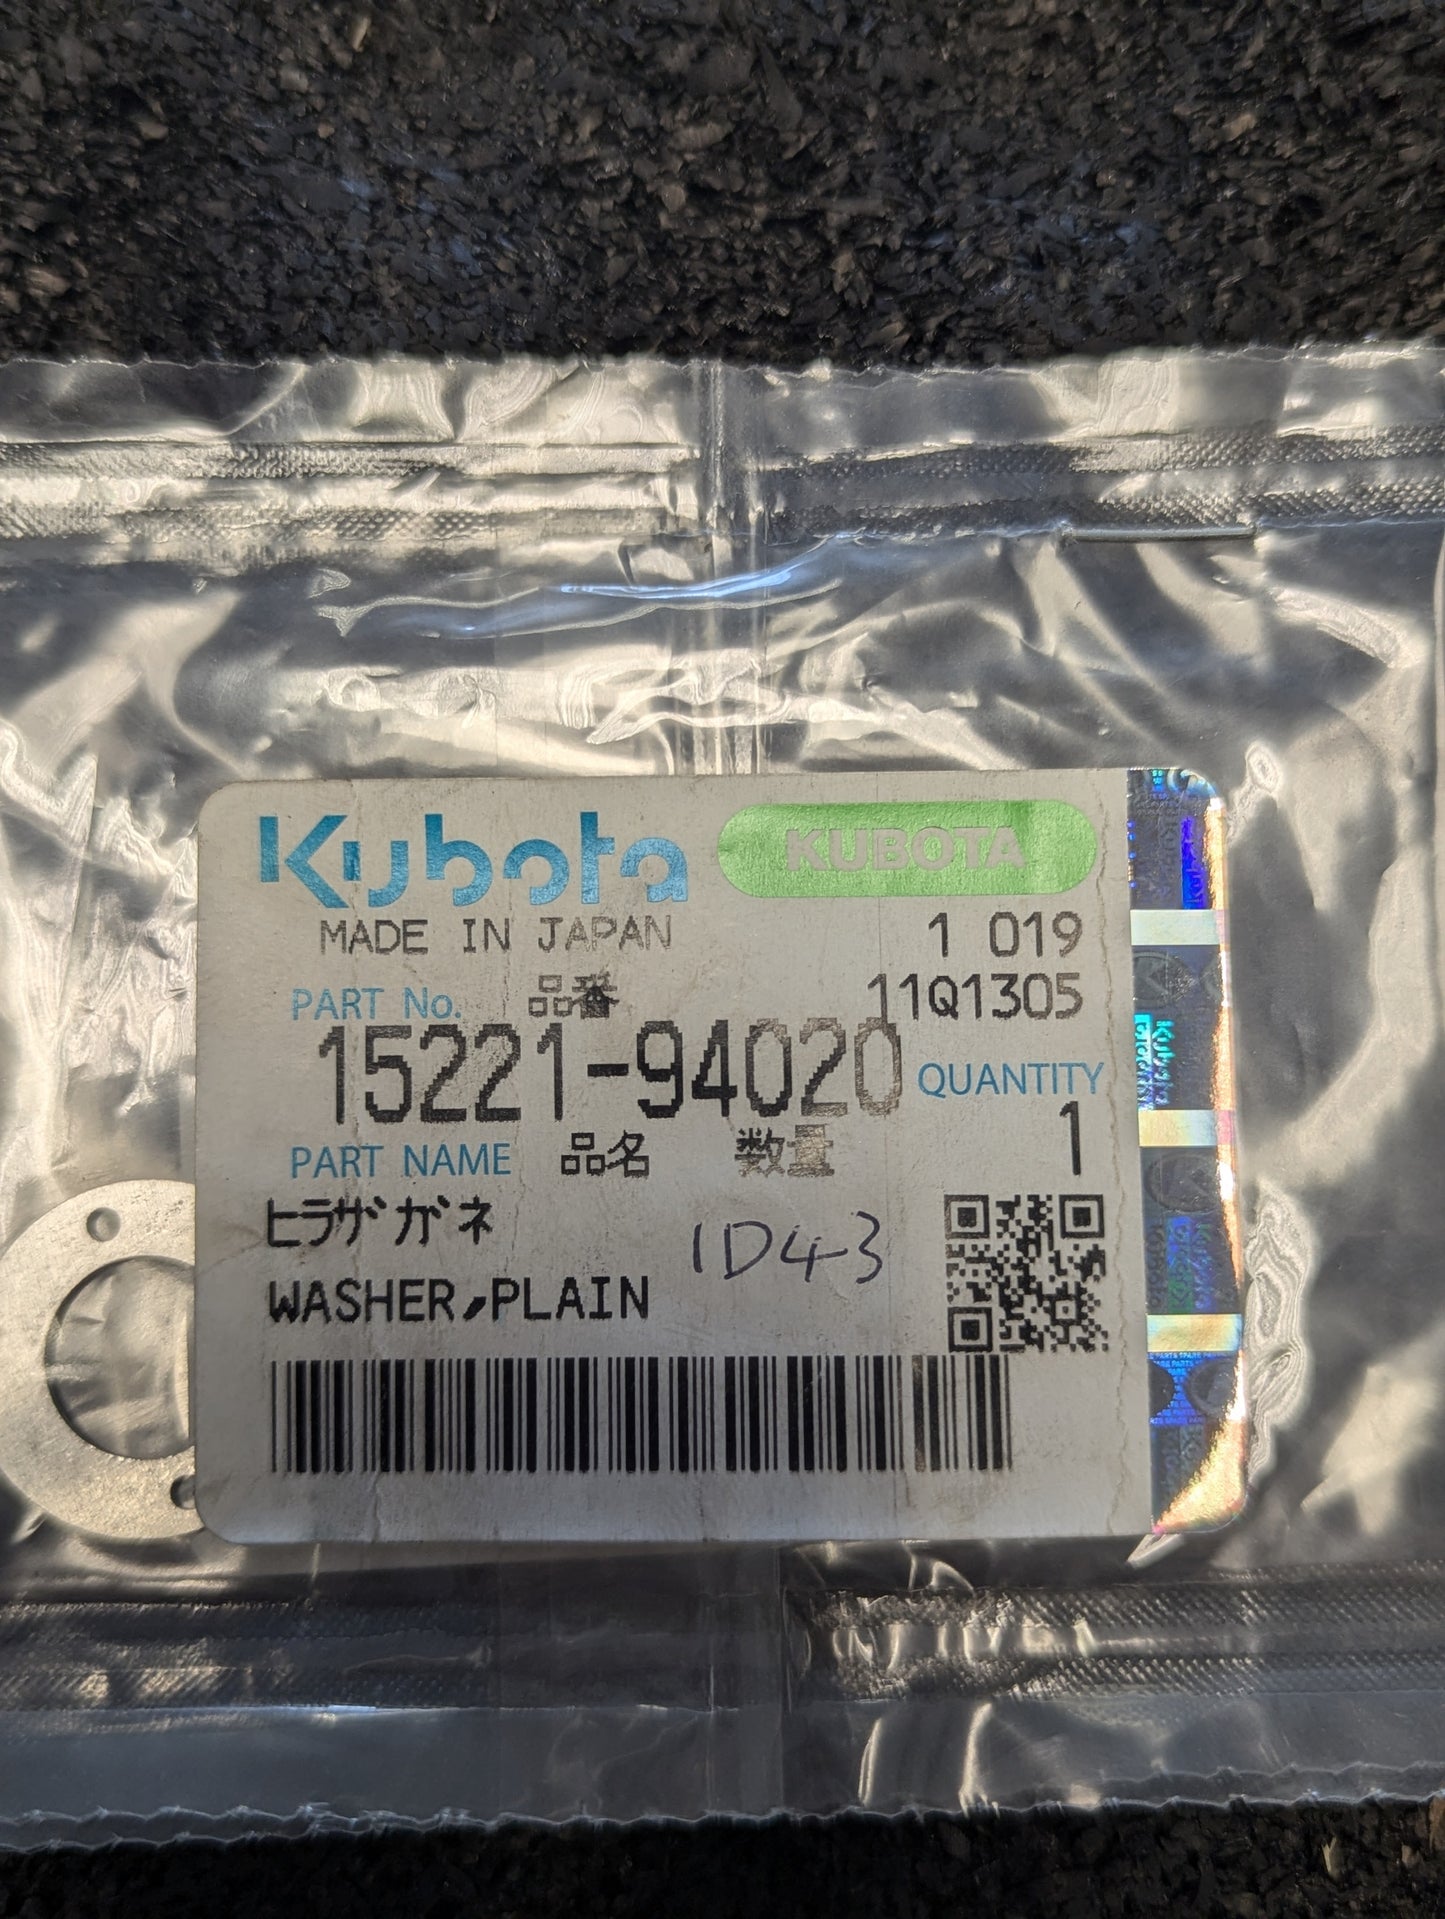 Kubota KUBOTA
MADE IN JAPAN 1 019
PART No. 品番 11Q1305
15221-94020 QUANTITY
1
PART NAME 品名 数量
ヒラザガネ
1D43
WASHER,PLAIN